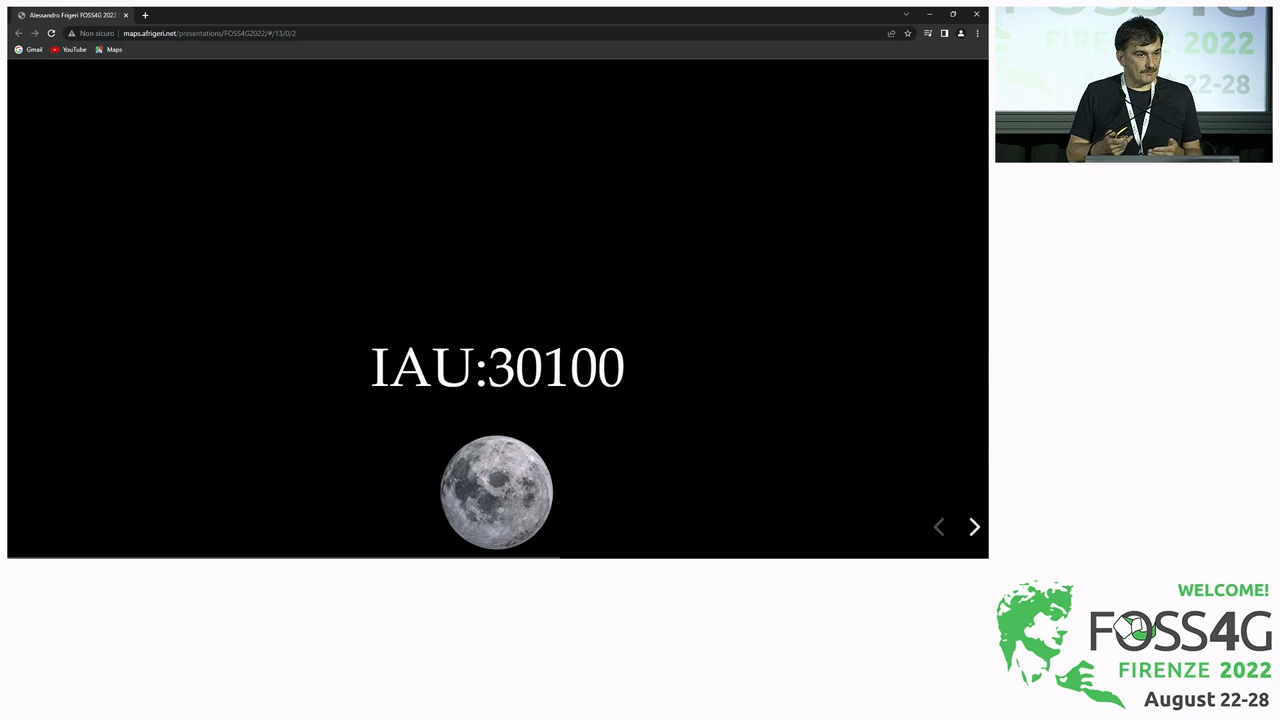 Alessandro Frigeri FOSS4G 2022
Non sicuro
maps.afrigeri.net/presentations/FOSS4G2022/#/13/0/2
Gmail
YouTube
Maps
IAU:30100
FOSS4G
FIRENZE 2022
22-28
WELCOME!
FOSS4G
FIRENZE 2022
August 22-28